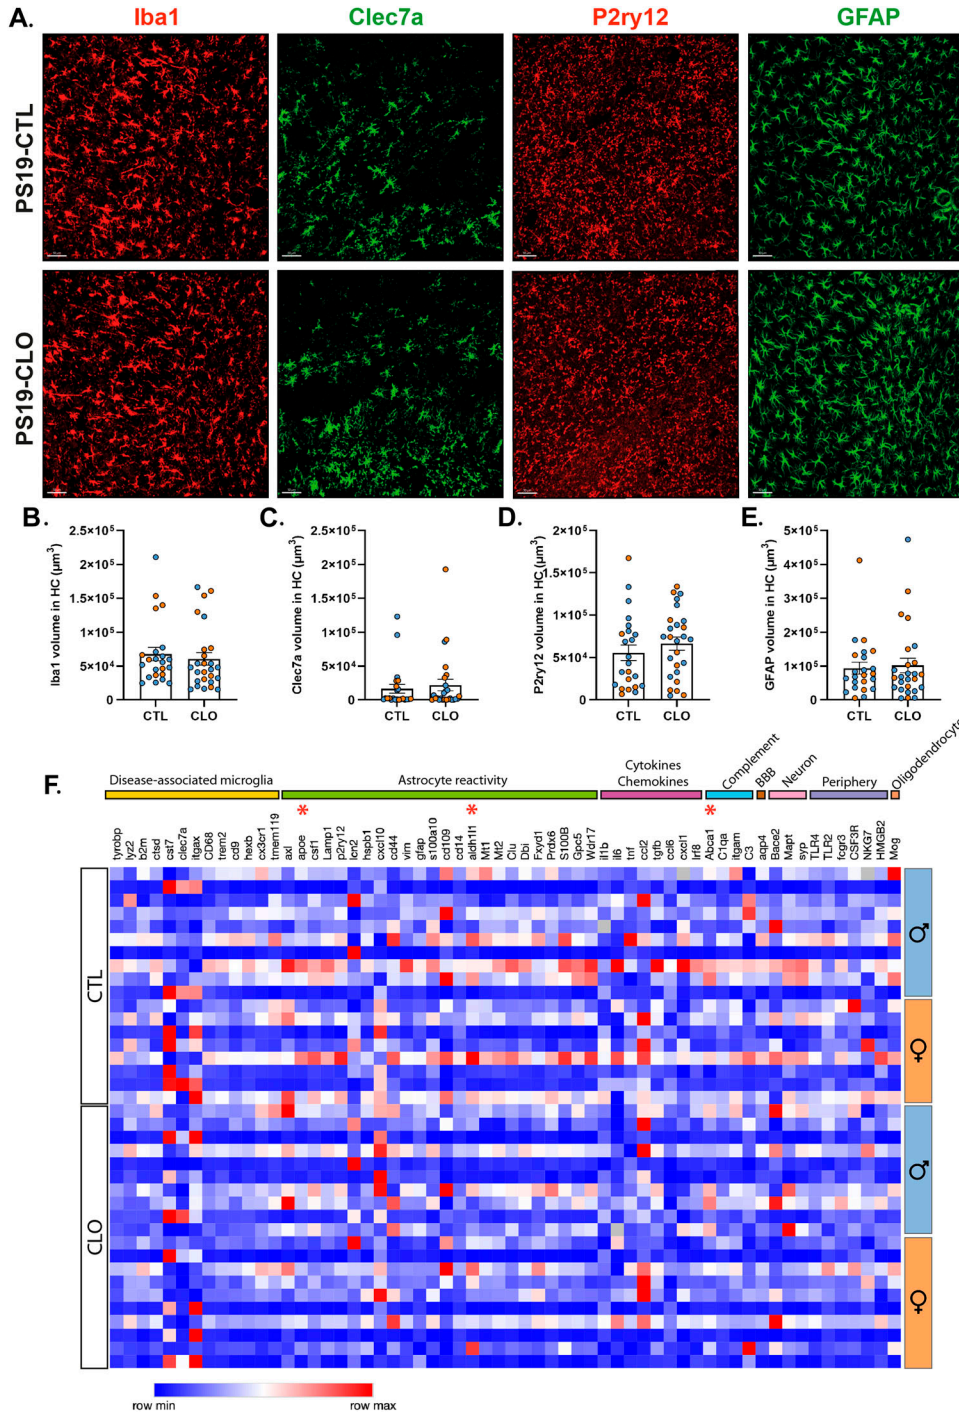 A.
Iba1
Clec7a
P2ry12
GFAP
PS19-CTL
PS19-CLO
B.
Iba1 volume in HC (µm³)
2.5×10⁵
2×10⁵
1.5×10⁵
1×10⁵
5×10⁴
0
CTL
CLO
C.
Clec7a volume in HC (µm³)
2.5×10⁵
2×10⁵
1.5×10⁵
1×10⁵
5×10⁴
0
CTL
CLO
D.
P2ry12 volume in HC (µm³)
2×10⁵
1.5×10⁵
1×10⁵
5×10⁴
0
CTL
CLO
E.
GFAP volume in HC (µm³)
5×10⁵
4×10⁵
3×10⁵
2×10⁵
1×10⁵
0
CTL
CLO
F.
Disease-associated microglia
Astrocyte reactivity
Cytokines
Chemokines
Complement
BBB
Neuron
Periphery
Oligodendrocyte
* * *
tyrobp
lyz2
b2m
ctsd
cst7
clec7a
itgax
CD68
trem2
cd9
hexb
cx3cr1
tmem119
axl
apoe
csf1
Lamp1
p2ry12
lcn2
hspb1
cxcl10
cd44
vim
gfap
s100a10
cd109
cd14
aldh1l1
Mt1
Mt2
Clu
Dbi
Fxyd1
Prdx6
S100B
Gpc5
Wdr17
il1b
il6
tnf
ccl2
tgfb
ccl6
cxcl1
Irf8
Abca1
C1qa
itgam
C3
aqp4
Bace2
Mapt
syp
TLR4
TLR2
fcgr3
CSF3R
NKG7
HMGB2
Mog
CTL
CLO
♂
♀
♂
♀
row min
row max